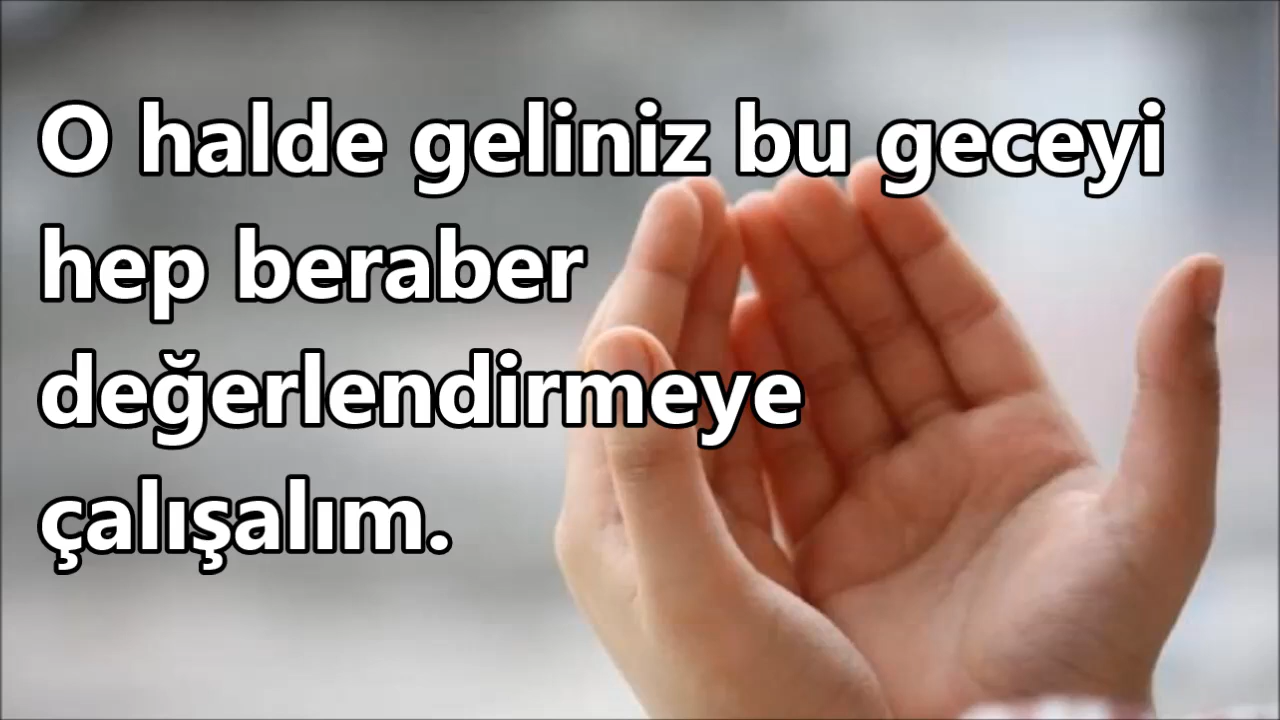 O halde geliniz bu geceyi
hep beraber
değerlendirmeye
çalışalım.